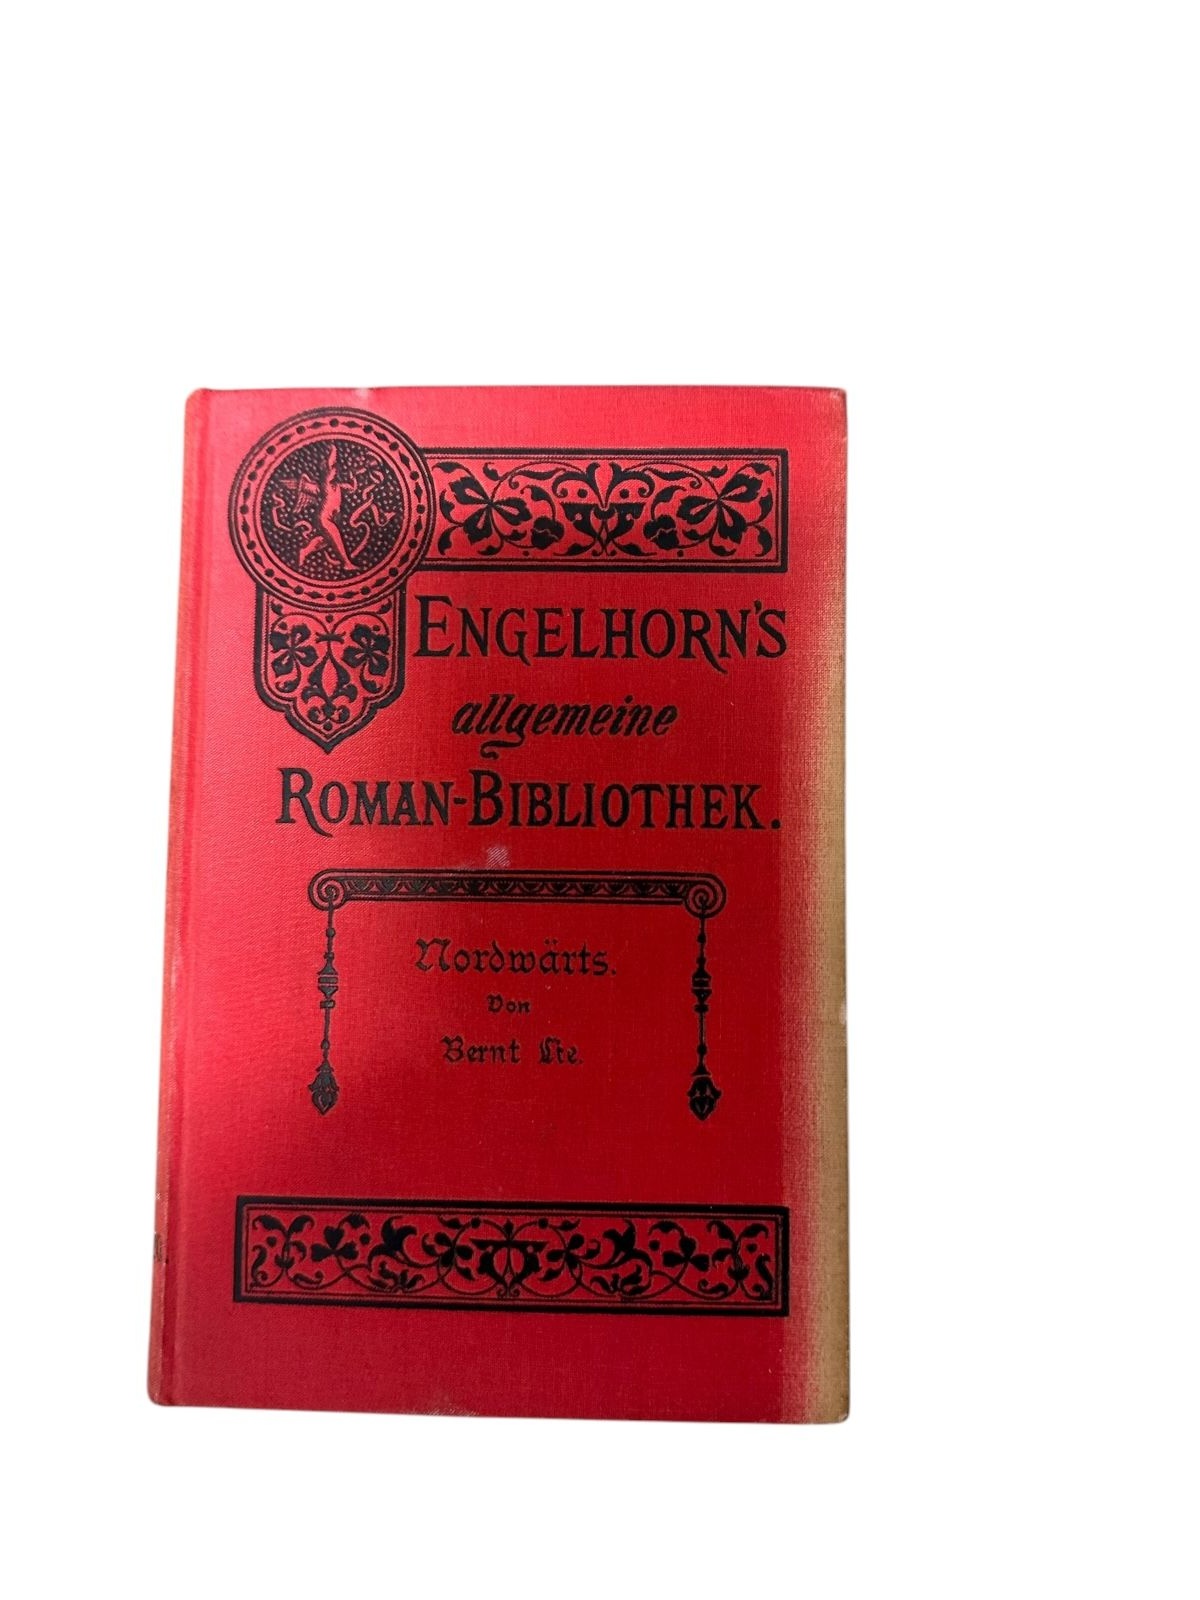 ENGELHORN'S
allgemeine
ROMAN-BIBLIOTHEK.
Nordwärts.
Von
Bernt Lie.